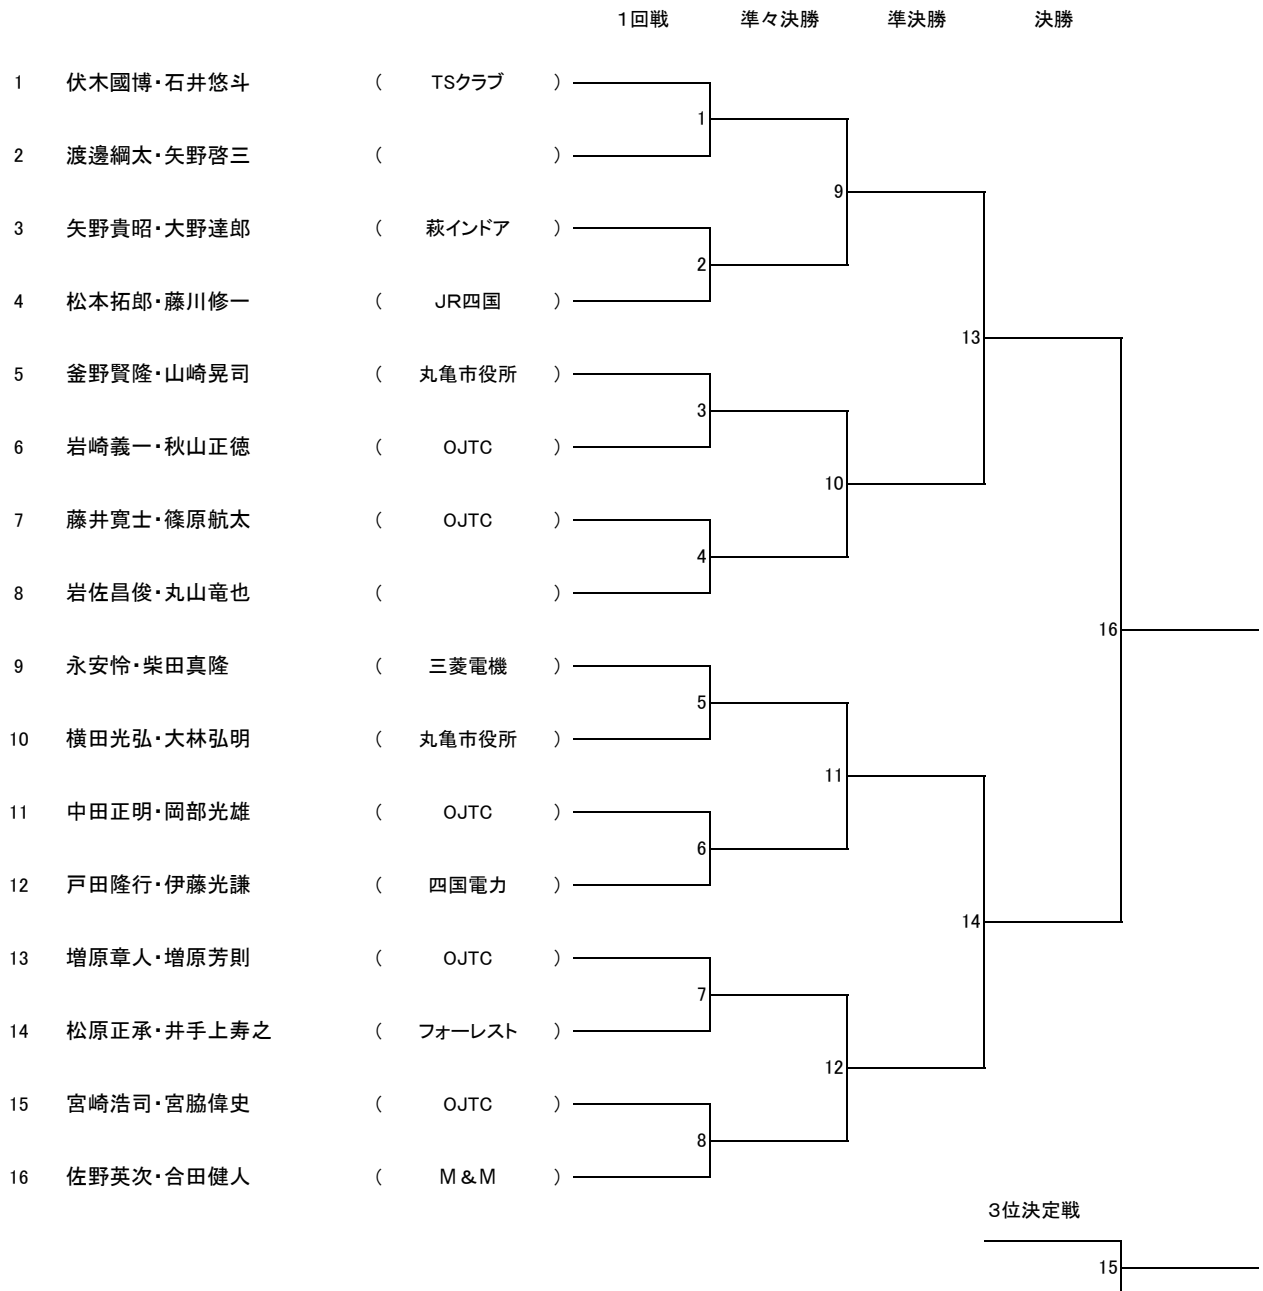 1回戦 準々決勝 準決勝 決勝
1 伏木國博・石井悠斗 ( TSクラブ )
1
2 渡邊綱太・矢野啓三 ( )
9
3 矢野貴昭・大野達郎 ( 萩インドア )
2
4 松本拓郎・藤川修一 ( JR四国 )
13
5 釜野賢隆・山崎晃司 ( 丸亀市役所 )
3
6 岩崎義一・秋山正徳 ( OJTC )
10
7 藤井寛士・篠原航太 ( OJTC )
4
8 岩佐昌俊・丸山竜也 ( )
16
9 永安怜・柴田真隆 ( 三菱電機 )
5
10 横田光弘・大林弘明 ( 丸亀市役所 )
11
11 中田正明・岡部光雄 ( OJTC )
6
12 戸田隆行・伊藤光謙 ( 四国電力 )
14
13 増原章人・増原芳則 ( OJTC )
7
14 松原正承・井手上寿之 ( フォーレスト )
12
15 宮崎浩司・宮脇偉史 ( OJTC )
8
16 佐野英次・合田健人 ( M&M )
3位決定戦
15